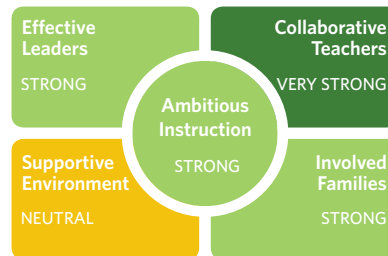 Effective
Leaders
STRONG
Collaborative
Teachers
VERY STRONG
Ambitious
Instruction
STRONG
Supportive
Environment
NEUTRAL
Involved
Families
STRONG